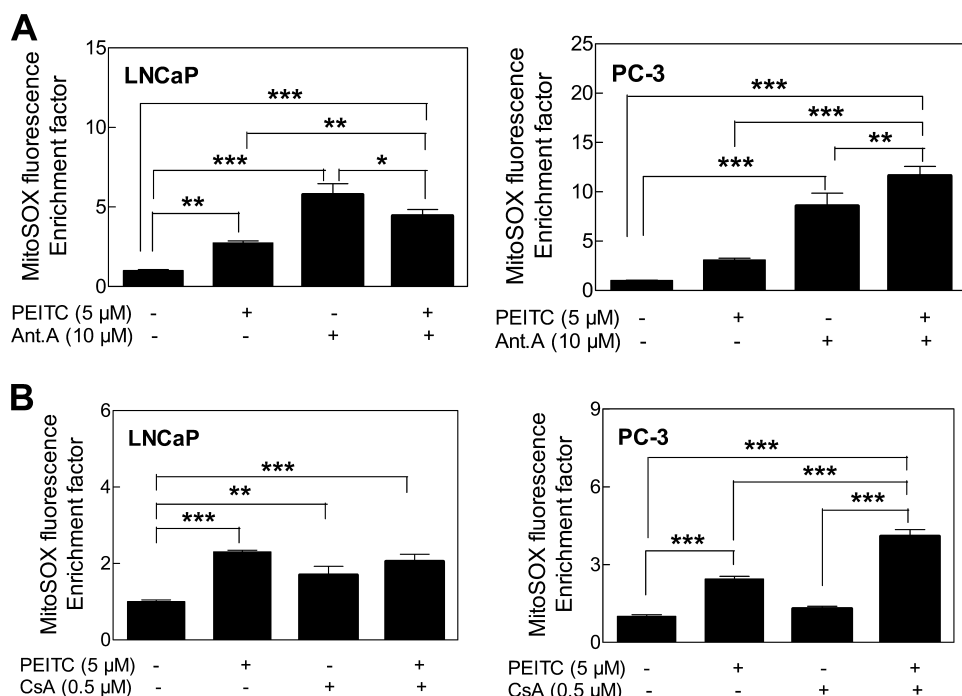 A
LNCaP
MitoSOX fluorescence
Enrichment factor
15
10
5
0
***
**
***
*
**
PEITC (5 µM) - + - +
Ant.A (10 µM) - - + +
PC-3
MitoSOX fluorescence
Enrichment factor
25
20
15
10
5
0
***
***
**
***
PEITC (5 µM) - + - +
Ant.A (10 µM) - - + +
B
LNCaP
MitoSOX fluorescence
Enrichment factor
6
4
2
0
***
**
***
PEITC (5 µM) - + - +
CsA (0.5 µM) - - + +
PC-3
MitoSOX fluorescence
Enrichment factor
9
6
3
0
***
***
***
***
PEITC (5 µM) - + - +
CsA (0.5 µM) - - + +